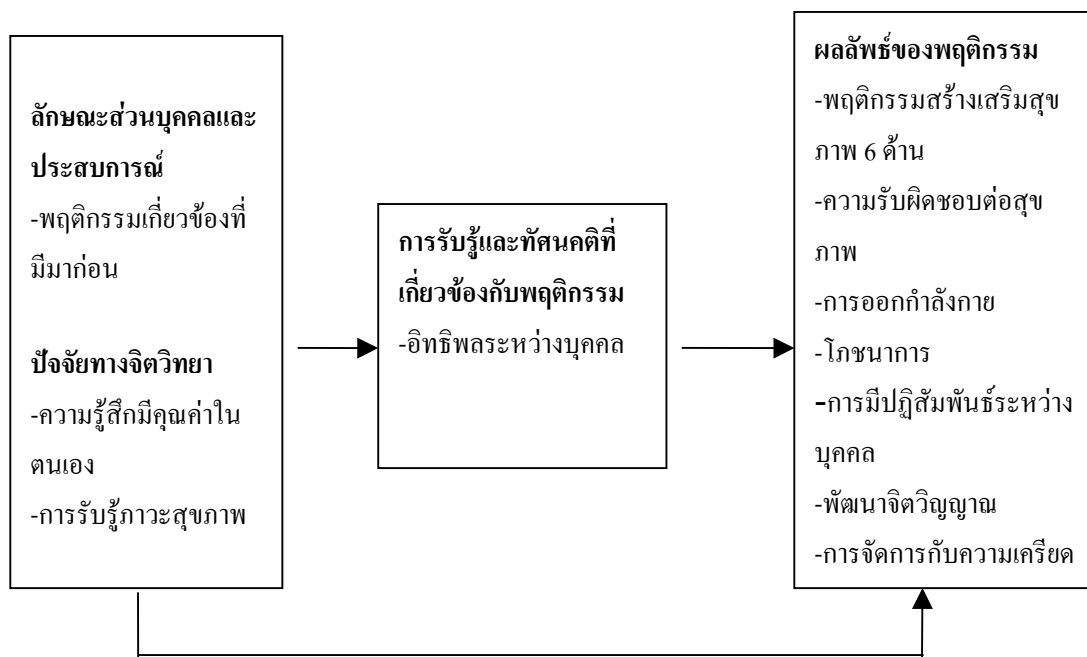 ลักษณะส่วนบุคคลและ
ประสบการณ์
-พฤติกรรมเกี่ยวข้องที่
มีมาก่อน
ปัจจัยทางจิตวิทยา
-ความรู้สึกมีคุณค่าใน
ตนเอง
-การรับรู้ภาวะสุขภาพ
การรับรู้และทัศนคติที่
เกี่ยวข้องกับพฤติกรรม
-อิทธิพลระหว่างบุคคล
ผลลัพธ์ของพฤติกรรม
-พฤติกรรมสร้างเสริมสุข
ภาพ 6 ด้าน
-ความรับผิดชอบต่อสุข
ภาพ
-การออกกำลังกาย
-โภชนาการ
-การมีปฏิสัมพันธ์ระหว่าง
บุคคล
-พัฒนาจิตวิญญาณ
-การจัดการกับความเครียด